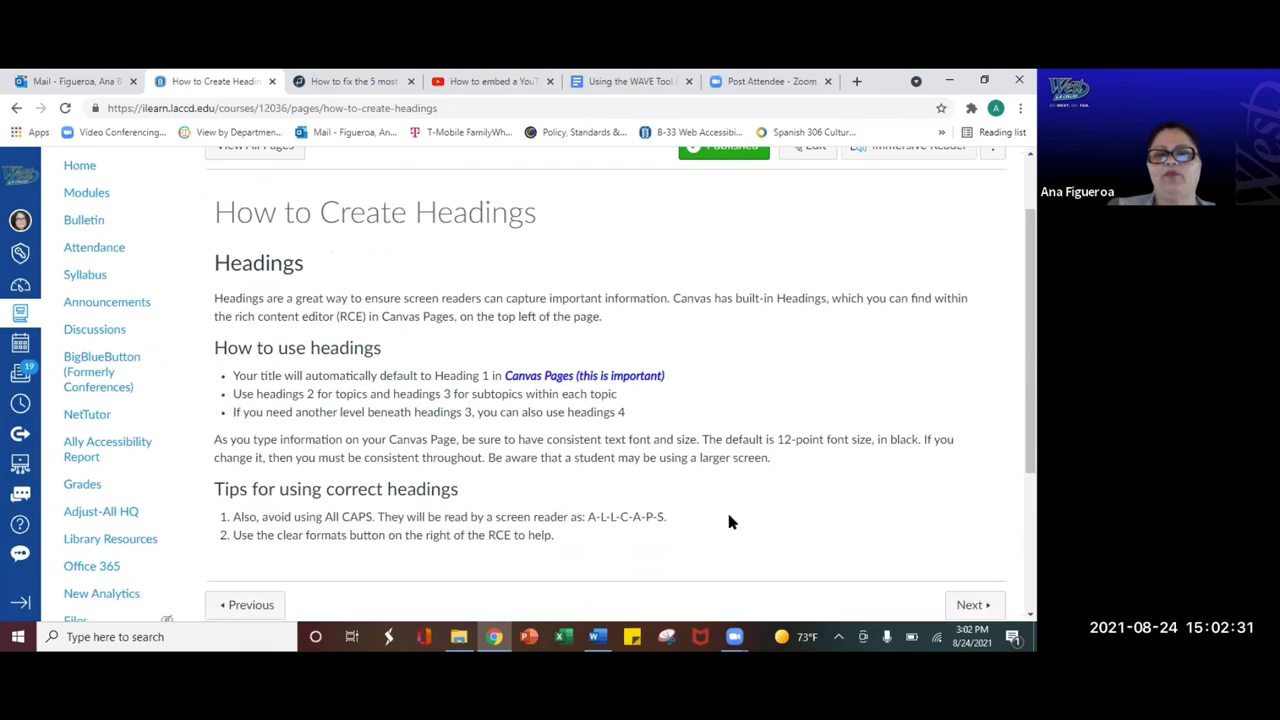 Mail - Figueroa, Ana B
How to Create Headin
How to fix the 5 most
How to embed a YouT
Using the WAVE Tool
Post Attendee - Zoom
https://ilearn.laccd.edu/courses/12036/pages/how-to-create-headings
Apps
Video Conferencing...
View by Departmen...
Mail - Figueroa, An...
T-Mobile FamilyWh...
Policy, Standards &...
B-33 Web Accessibi...
Spanish 306 Cultur...
»
Reading list
View All Pages
Published
Edit
Immersive Reader
Home
Modules
Bulletin
Attendance
Syllabus
Announcements
Discussions
BigBlueButton
(Formerly
Conferences)
NetTutor
Ally Accessibility
Report
Grades
Adjust-All HQ
Library Resources
Office 365
New Analytics
Files
19
How to Create Headings
Headings
Headings are a great way to ensure screen readers can capture important information. Canvas has built-in Headings, which you can find within
the rich content editor (RCE) in Canvas Pages, on the top left of the page.
How to use headings
• Your title will automatically default to Heading 1 in Canvas Pages (this is important)
• Use headings 2 for topics and headings 3 for subtopics within each topic
• If you need another level beneath headings 3, you can also use headings 4
As you type information on your Canvas Page, be sure to have consistent text font and size. The default is 12-point font size, in black. If you
change it, then you must be consistent throughout. Be aware that a student may be using a larger screen.
Tips for using correct headings
1. Also, avoid using All CAPS. They will be read by a screen reader as: A-L-L-C-A-P-S.
2. Use the clear formats button on the right of the RCE to help.
Previous
Next
Type here to search
73°F
3:02 PM
8/24/2021
West
Ana Figueroa
2021-08-24 15:02:31